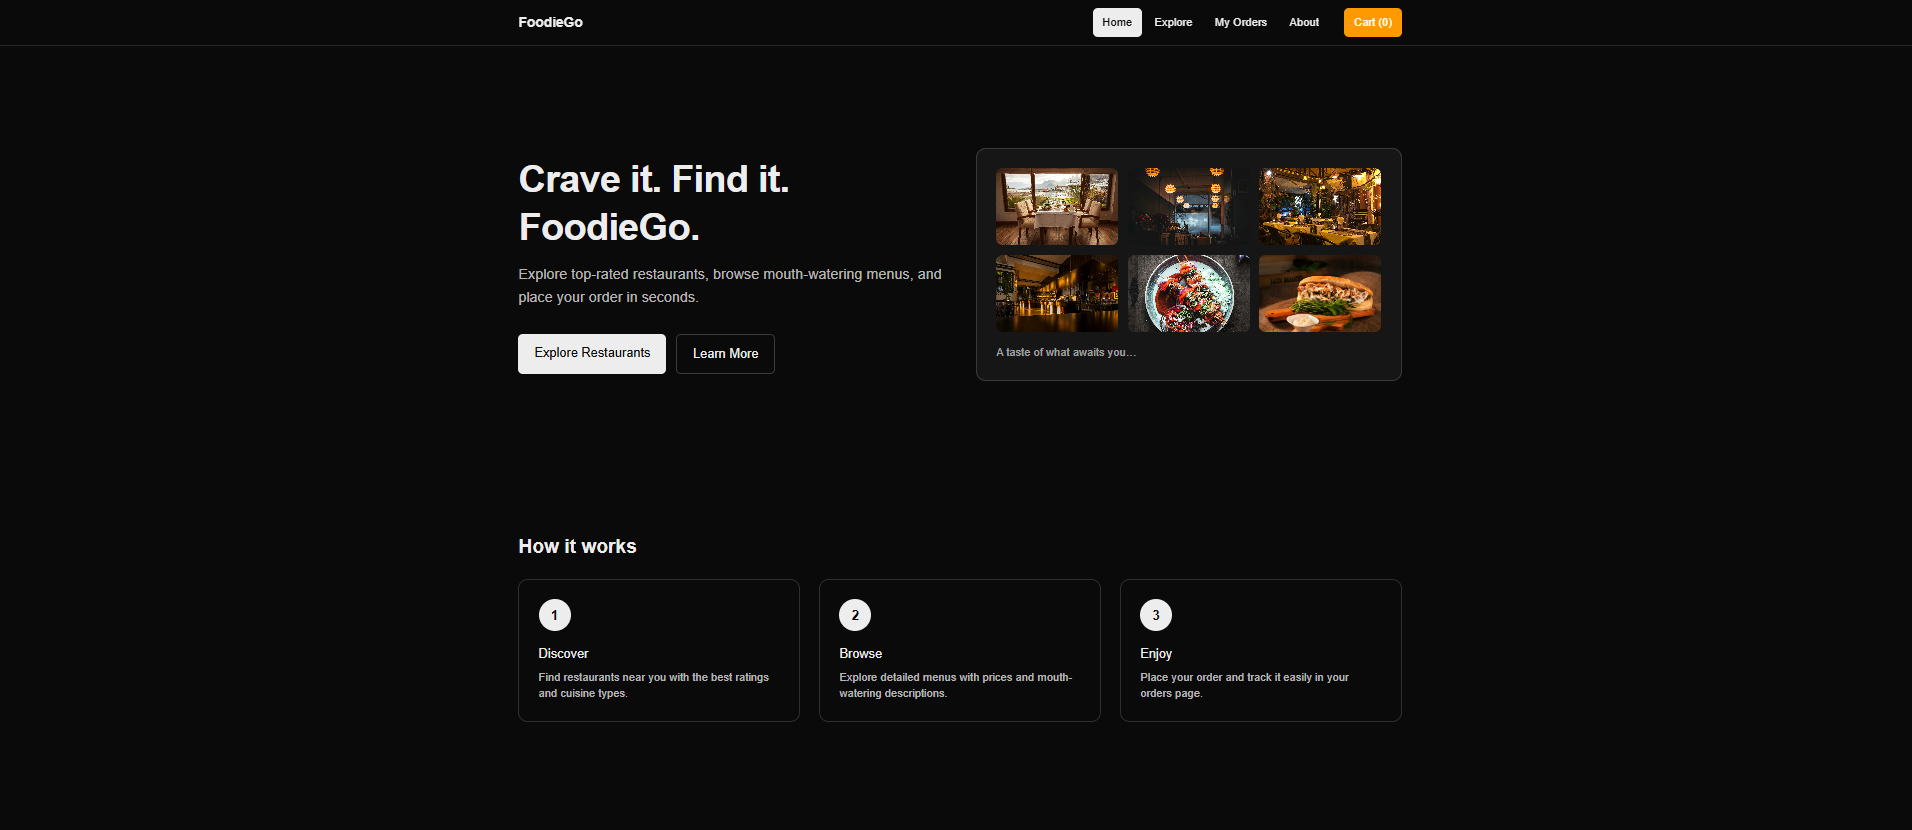 FoodieGo
Home
Explore
My Orders
About
Cart (0)
Crave it. Find it.
FoodieGo.
Explore top-rated restaurants, browse mouth-watering menus, and
place your order in seconds.
Explore Restaurants
Learn More
A taste of what awaits you…
How it works
1
Discover
Find restaurants near you with the best ratings
and cuisine types.
2
Browse
Explore detailed menus with prices and mouth-
watering descriptions.
3
Enjoy
Place your order and track it easily in your
orders page.